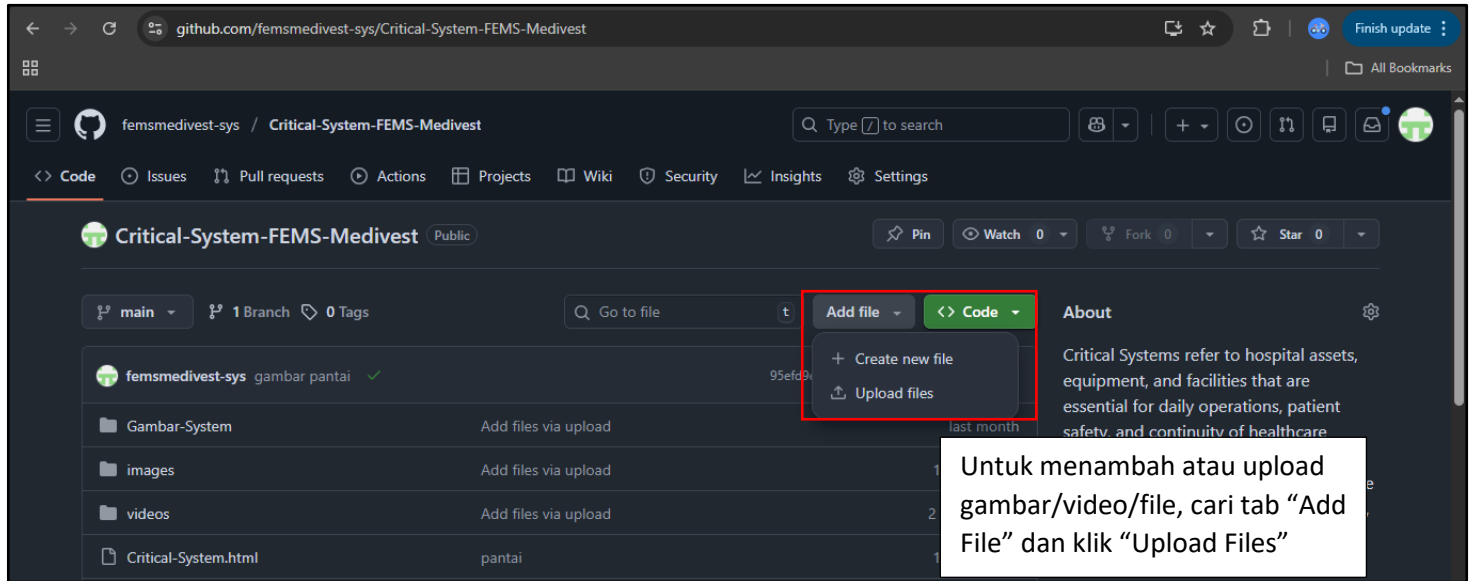 github.com/femsmedivest-sys/Critical-System-FEMS-Medivest
Finish update
All Bookmarks
femsmedivest-sys / Critical-System-FEMS-Medivest
Type / to search
<> Code Issues Pull requests Actions Projects Wiki Security Insights Settings
Critical-System-FEMS-Medivest Public
Pin Watch 0 Fork 0 Star 0
main 1 Branch 0 Tags
Go to file t
Add file <> Code
About
Create new file
Upload files
femsmedivest-sys gambar pantai
Critical Systems refer to hospital assets,
equipment, and facilities that are
essential for daily operations, patient
safety, and continuity of healthcare
Gambar-System Add files via upload last month
images Add files via upload 1
videos Add files via upload 2
Critical-System.html pantai 1
Untuk menambah atau upload
gambar/video/file, cari tab “Add
File” dan klik “Upload Files”